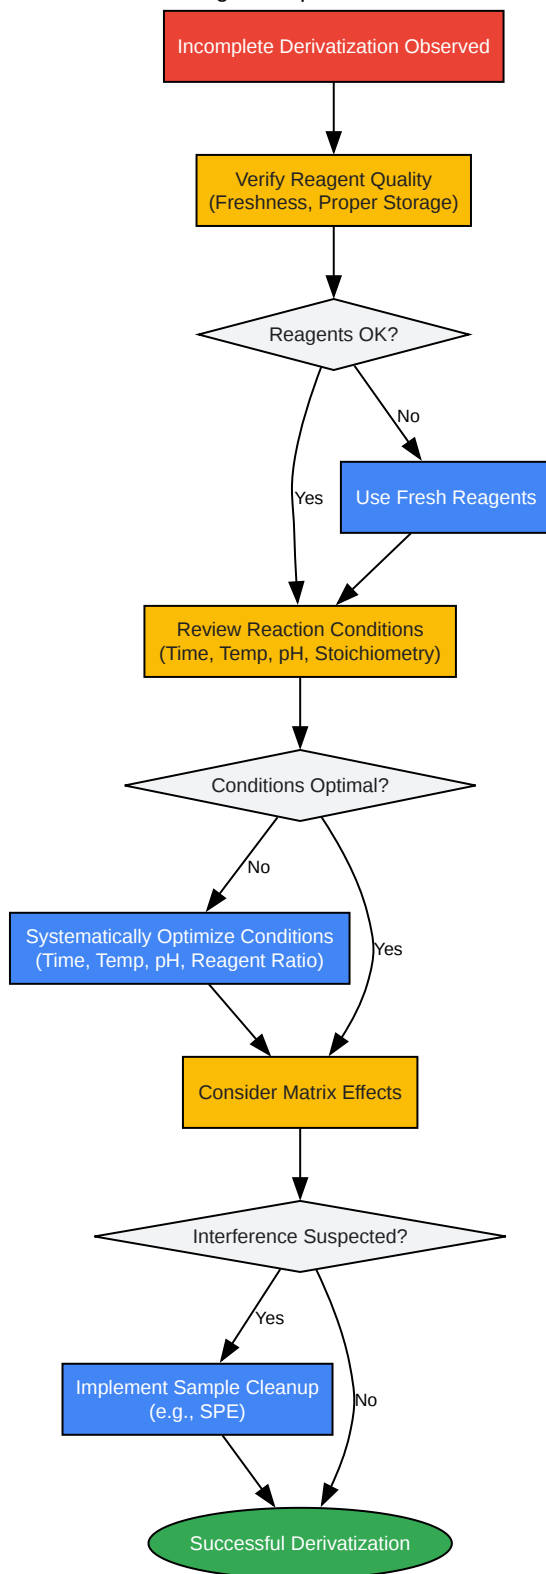 Incomplete Derivatization Observed
Verify Reagent Quality
(Freshness, Proper Storage)
Reagents OK?
No
Yes
Use Fresh Reagents
Review Reaction Conditions
(Time, Temp, pH, Stoichiometry)
Conditions Optimal?
No
Systematically Optimize Conditions
(Time, Temp, pH, Reagent Ratio)
Yes
Consider Matrix Effects
Interference Suspected?
Yes
Implement Sample Cleanup
(e.g., SPE)
No
Successful Derivatization